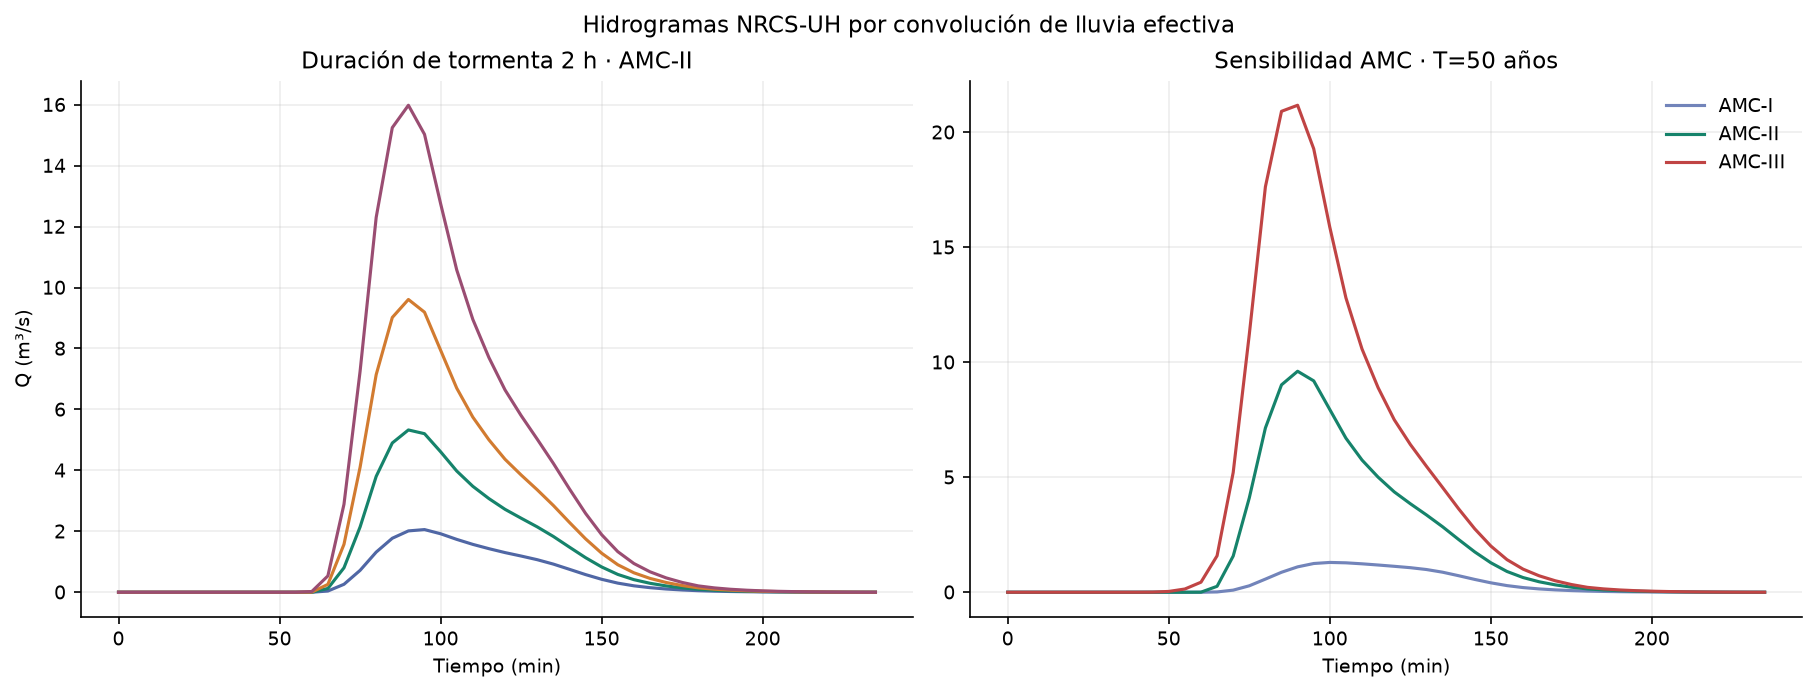 Hidrogramas NRCS-UH por convolución de lluvia efectiva
Duración de tormenta 2 h · AMC-II
Q (m³/s)
16
14
12
10
8
6
4
2
0
0 50 100 150 200
Tiempo (min)
Sensibilidad AMC · T=50 años
AMC-I
AMC-II
AMC-III
20
15
10
5
0
0 50 100 150 200
Tiempo (min)